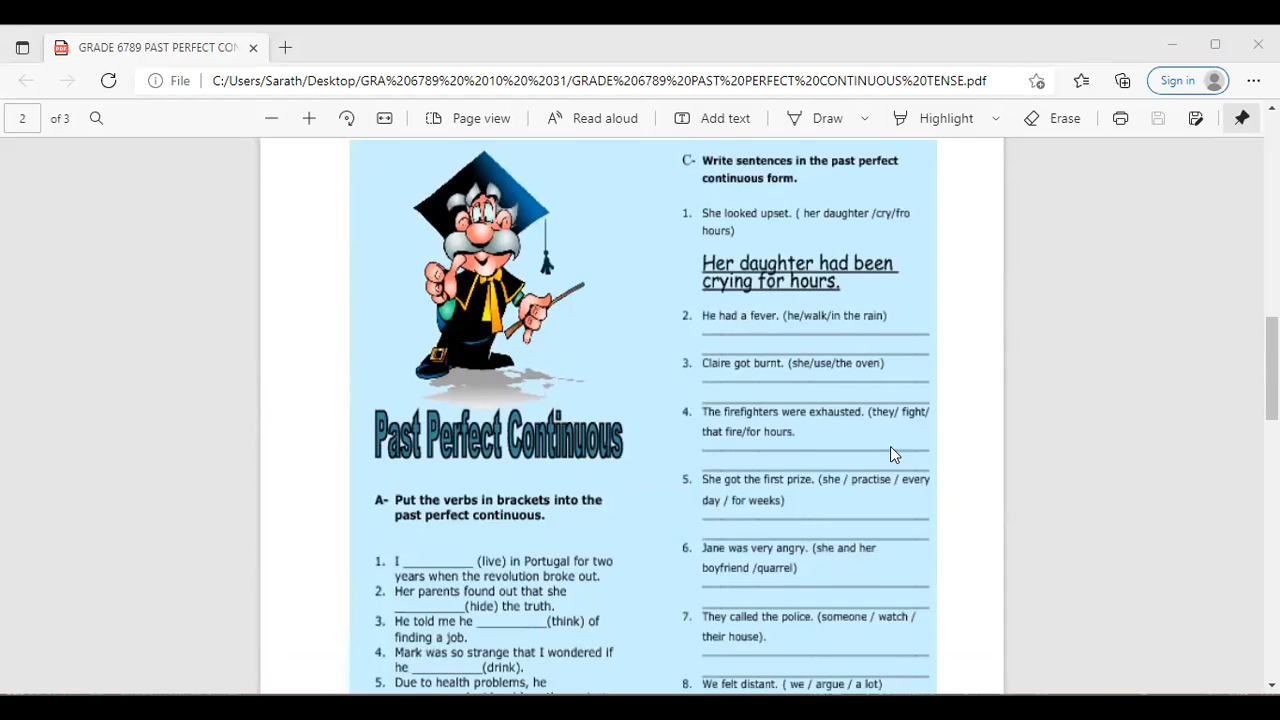 GRADE 6789 PAST PERFECT CON
File C:/Users/Sarath/Desktop/GRA%206789%20%2010%20%2031/GRADE%206789%20PAST%20PERFECT%20CONTINUOUS%20TENSE.pdf Sign in
2 of 3 Page view Read aloud Add text Draw Highlight Erase
Past Perfect Continuous
A- Put the verbs in brackets into the
past perfect continuous.
1. I __________ (live) in Portugal for two
years when the revolution broke out.
2. Her parents found out that she
__________(hide) the truth.
3. He told me he __________(think) of
finding a job.
4. Mark was so strange that I wondered if
he __________(drink).
5. Due to health problems, he
C- Write sentences in the past perfect
continuous form.
1. She looked upset. ( her daughter /cry/fro
hours)
Her daughter had been
crying for hours.
2. He had a fever. (he/walk/in the rain)
3. Claire got burnt. (she/use/the oven)
4. The firefighters were exhausted. (they/ fight/
that fire/for hours.
5. She got the first prize. (she / practise / every
day / for weeks)
6. Jane was very angry. (she and her
boyfriend /quarrel)
7. They called the police. (someone / watch /
their house).
8. We felt distant. ( we / argue / a lot)